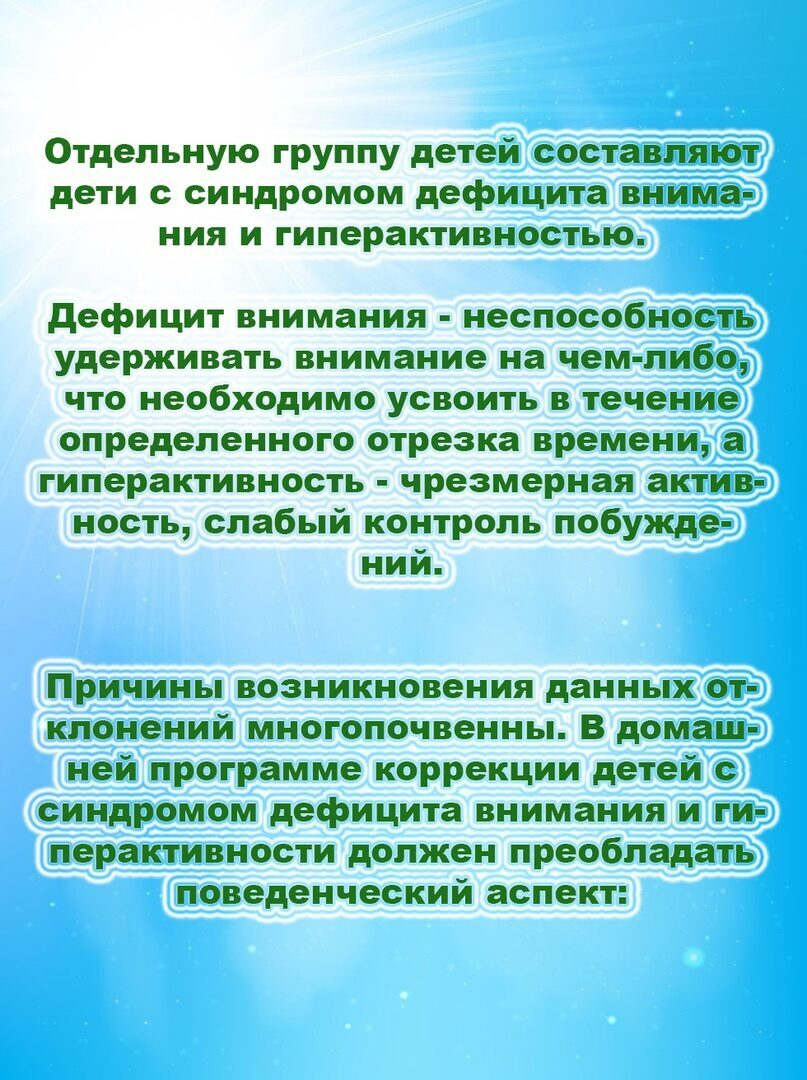 Отдельную группу детей составляют
дети с синдромом дефицита внима-
ния и гиперактивностью.
Дефицит внимания - неспособность
удерживать внимание на чем-либо,
что необходимо усвоить в течение
определенного отрезка времени, а
гиперактивность - чрезмерная актив-
ность, слабый контроль побужде-
ний.
Причины возникновения данных от-
клонений многопочвенны. В домаш-
ней программе коррекции детей с
синдромом дефицита внимания и ги-
перактивности должен преобладать
поведенческий аспект: